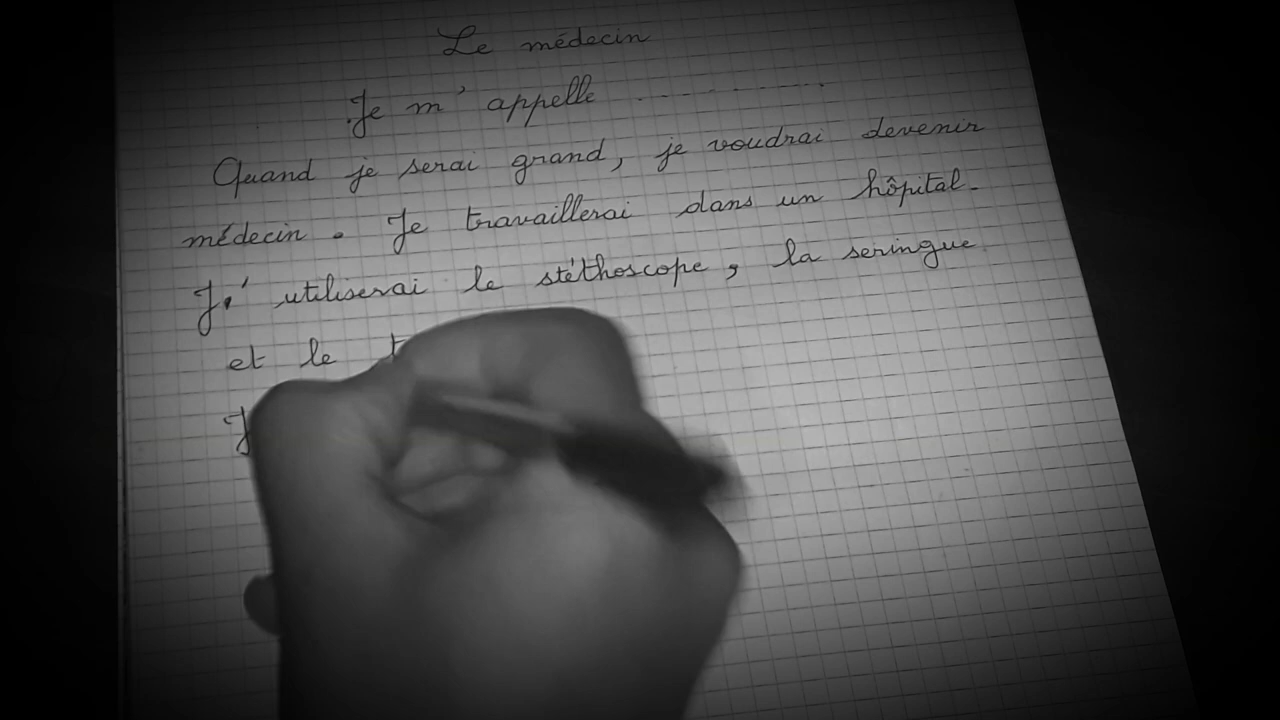 Le médecin
Je m' appelle ..............
Quand je serai grand, je voudrai devenir
médecin. Je travaillerai dans un hôpital.
J' utiliserai le stéthoscope, la seringue
et le